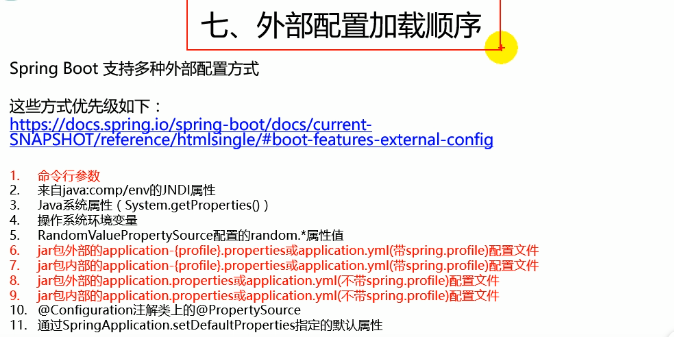 七、外部配置加载顺序
Spring Boot 支持多种外部配置方式
这些方式优先级如下：
https://docs.spring.io/spring-boot/docs/current-
SNAPSHOT/reference/htmlsingle/#boot-features-external-config
1. 命令行参数
2. 来自java:comp/env的JNDI属性
3. Java系统属性（System.getProperties()）
4. 操作系统环境变量
5. RandomValuePropertySource配置的random.*属性值
6. jar包外部的application-{profile}.properties或application.yml(带spring.profile)配置文件
7. jar包内部的application-{profile}.properties或application.yml(带spring.profile)配置文件
8. jar包外部的application.properties或application.yml(不带spring.profile)配置文件
9. jar包内部的application.properties或application.yml(不带spring.profile)配置文件
10. @Configuration注解类上的@PropertySource
11. 通过SpringApplication.setDefaultProperties指定的默认属性